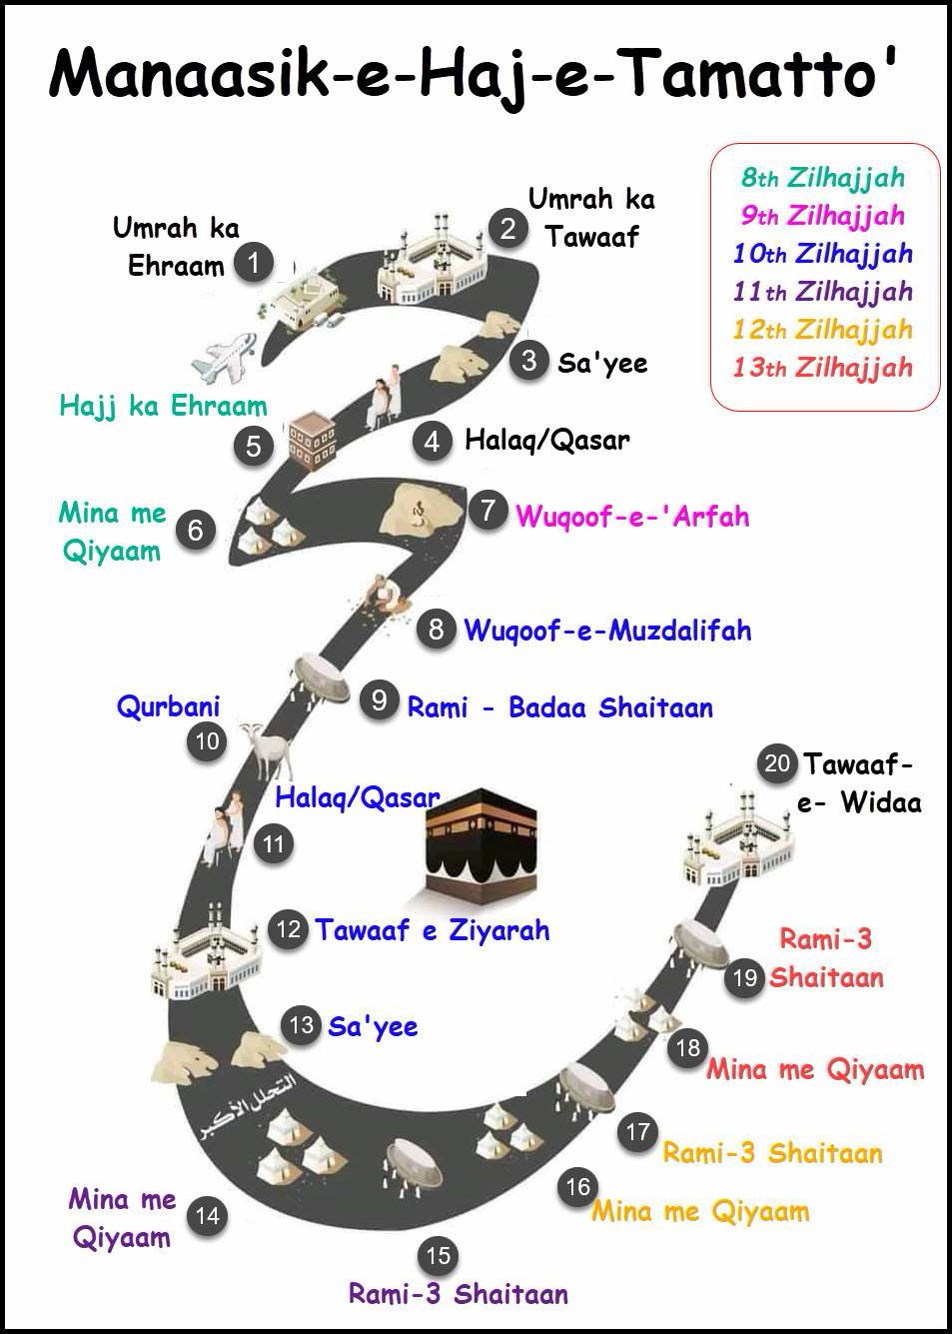 Manaasik-e-Haj-e-Tamatto'
8th Zilhajjah
9th Zilhajjah
10th Zilhajjah
11th Zilhajjah
12th Zilhajjah
13th Zilhajjah
Umrah ka
Ehraam 1
2 Umrah ka
Tawaaf
3 Sa'yee
4 Halaq/Qasar
Hajj ka Ehraam
5
Mina me
Qiyaam
6
7 Wuqoof-e-'Arfah
8 Wuqoof-e-Muzdalifah
9 Rami - Badaa Shaitaan
Qurbani
10
Halaq/Qasar
11
12 Tawaaf e Ziyarah
13 Sa'yee
التحلل الأكبر
Mina me
Qiyaam
14
15
Rami-3 Shaitaan
16
Mina me Qiyaam
17
Rami-3 Shaitaan
18
Mina me Qiyaam
Rami-3
19 Shaitaan
20 Tawaaf-
e- Widaa